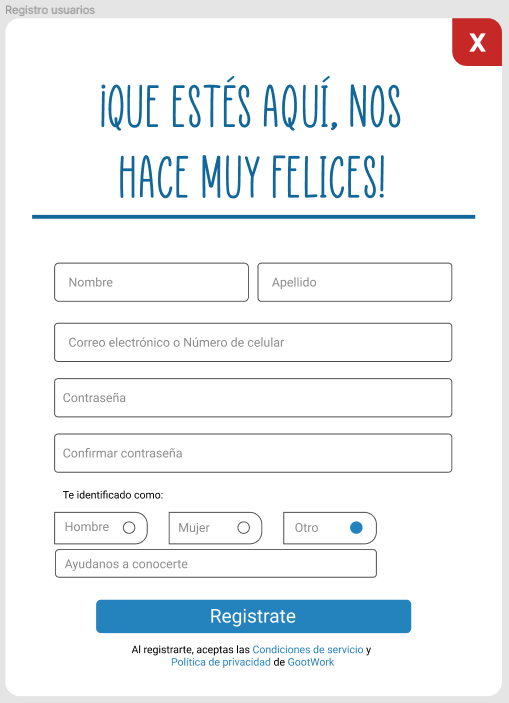 Registro usuarios
X
¡QUE ESTÉS AQUÍ, NOS
HACE MUY FELICES!
Nombre
Apellido
Correo electrónico o Número de celular
Contraseña
Confirmar contraseña
Te identificado como:
Hombre
Mujer
Otro
Ayudanos a conocerte
Registrate
Al registrarte, aceptas las Condiciones de servicio y
Política de privacidad de GootWork